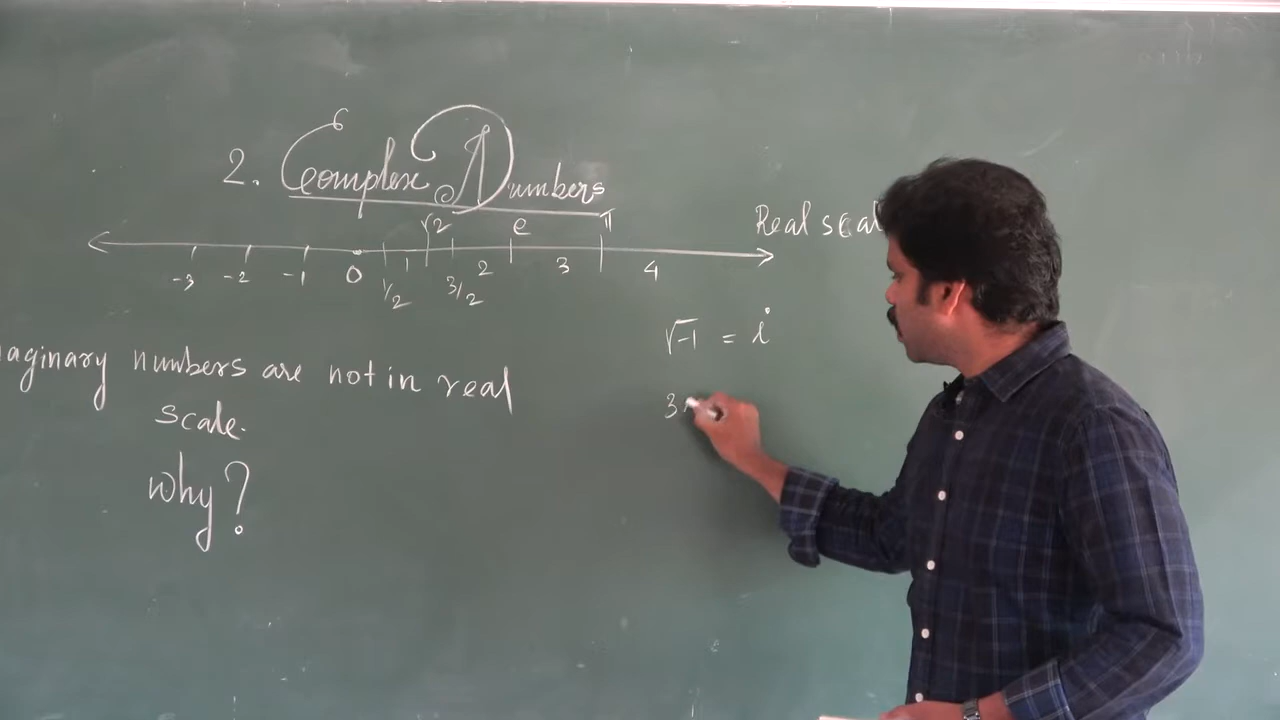 2. Complex Numbers
√2 e π Real scal
-3 -2 -1 0 1/2 1 3/2 2 3 4
√-1 = i
aginary numbers are not in real
scale.
why?
3